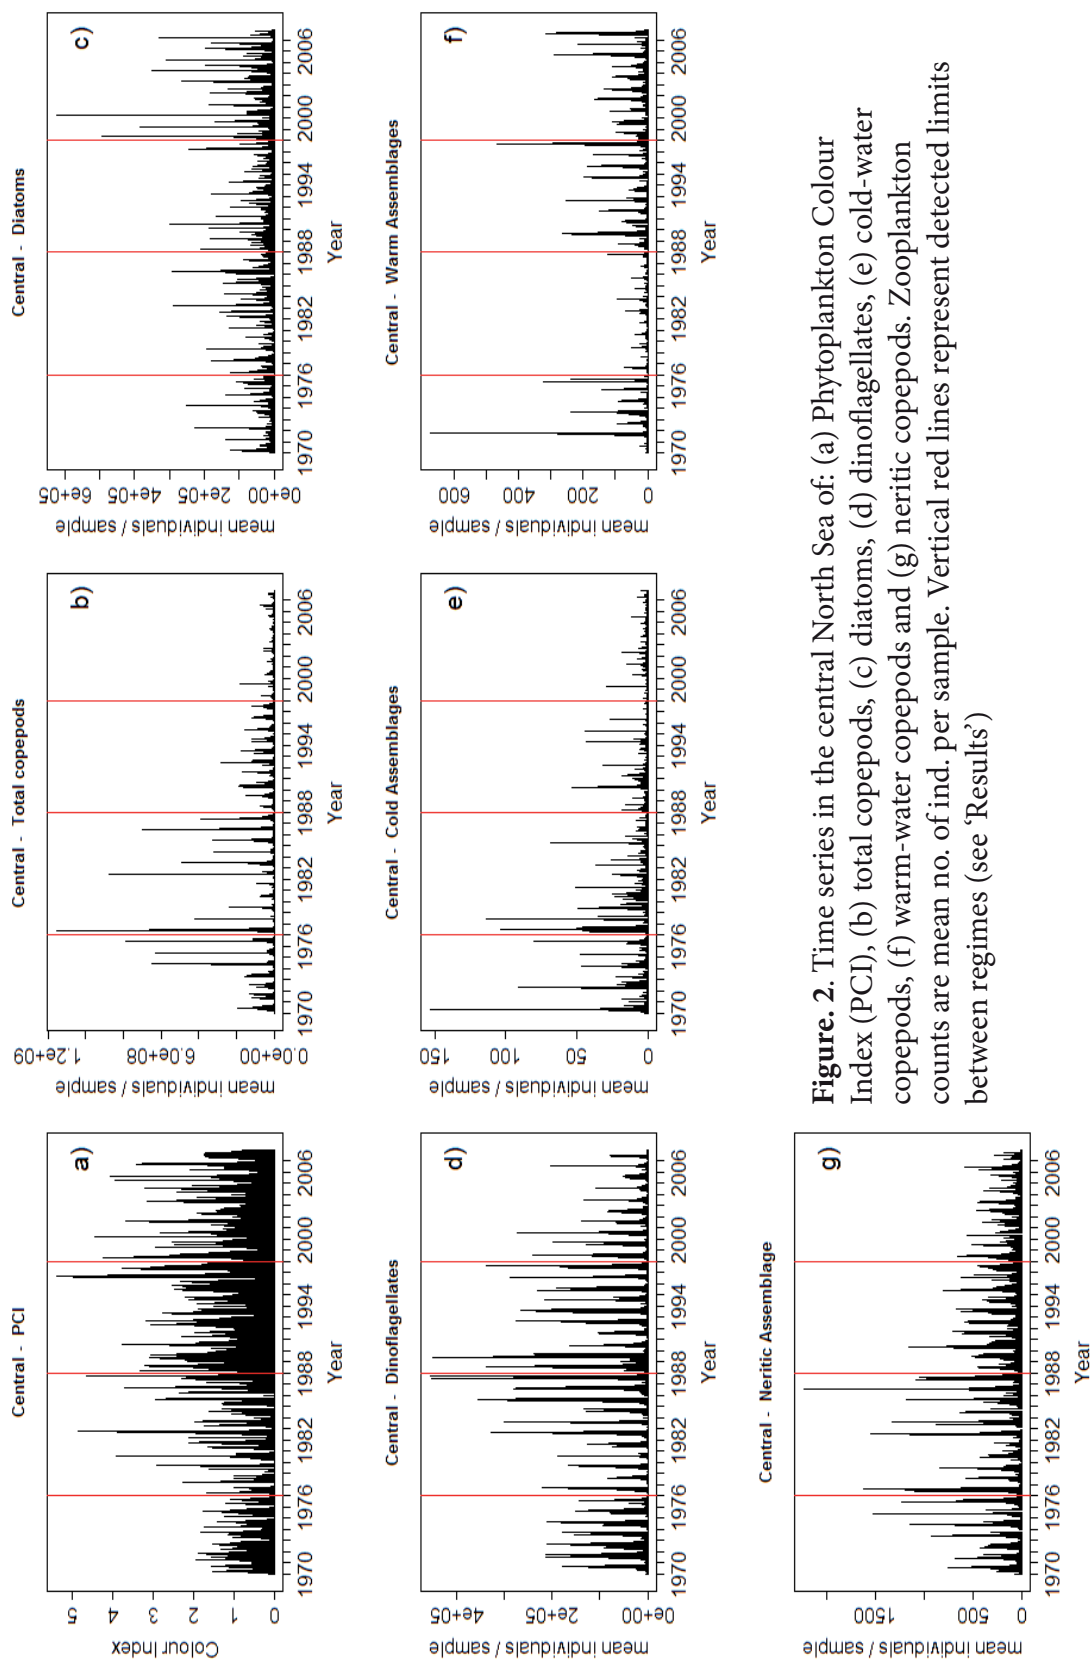 Central - PCI
a)
Colour Index
0 1 2 3 4 5
1970 1976 1982 1988 1994 2000 2006
Year
Central - Total copepods
b)
mean individuals / sample
0.0e+00 6.0e+08 1.2e+09
1970 1976 1982 1988 1994 2000 2006
Year
Central - Diatoms
c)
mean individuals / sample
0e+00 2e+05 4e+05 6e+05
1970 1976 1982 1988 1994 2000 2006
Year
Central - Dinoflagellates
d)
mean individuals / sample
0e+00 2e+05 4e+05
1970 1976 1982 1988 1994 2000 2006
Year
Central - Cold Assemblages
e)
mean individuals / sample
0 50 100 150
1970 1976 1982 1988 1994 2000 2006
Year
Central - Warm Assemblages
f)
mean individuals / sample
0 200 400 600
1970 1976 1982 1988 1994 2000 2006
Year
Central - Neritic Assemblage
g)
mean individuals / sample
0 500 1500
1970 1976 1982 1988 1994 2000 2006
Year
Figure. 2. Time series in the central North Sea of: (a) Phytoplankton Colour
Index (PCI), (b) total copepods, (c) diatoms, (d) dinoflagellates, (e) cold-water
copepods, (f) warm-water copepods and (g) neritic copepods. Zooplankton
counts are mean no. of ind. per sample. Vertical red lines represent detected limits
between regimes (see ‘Results’)